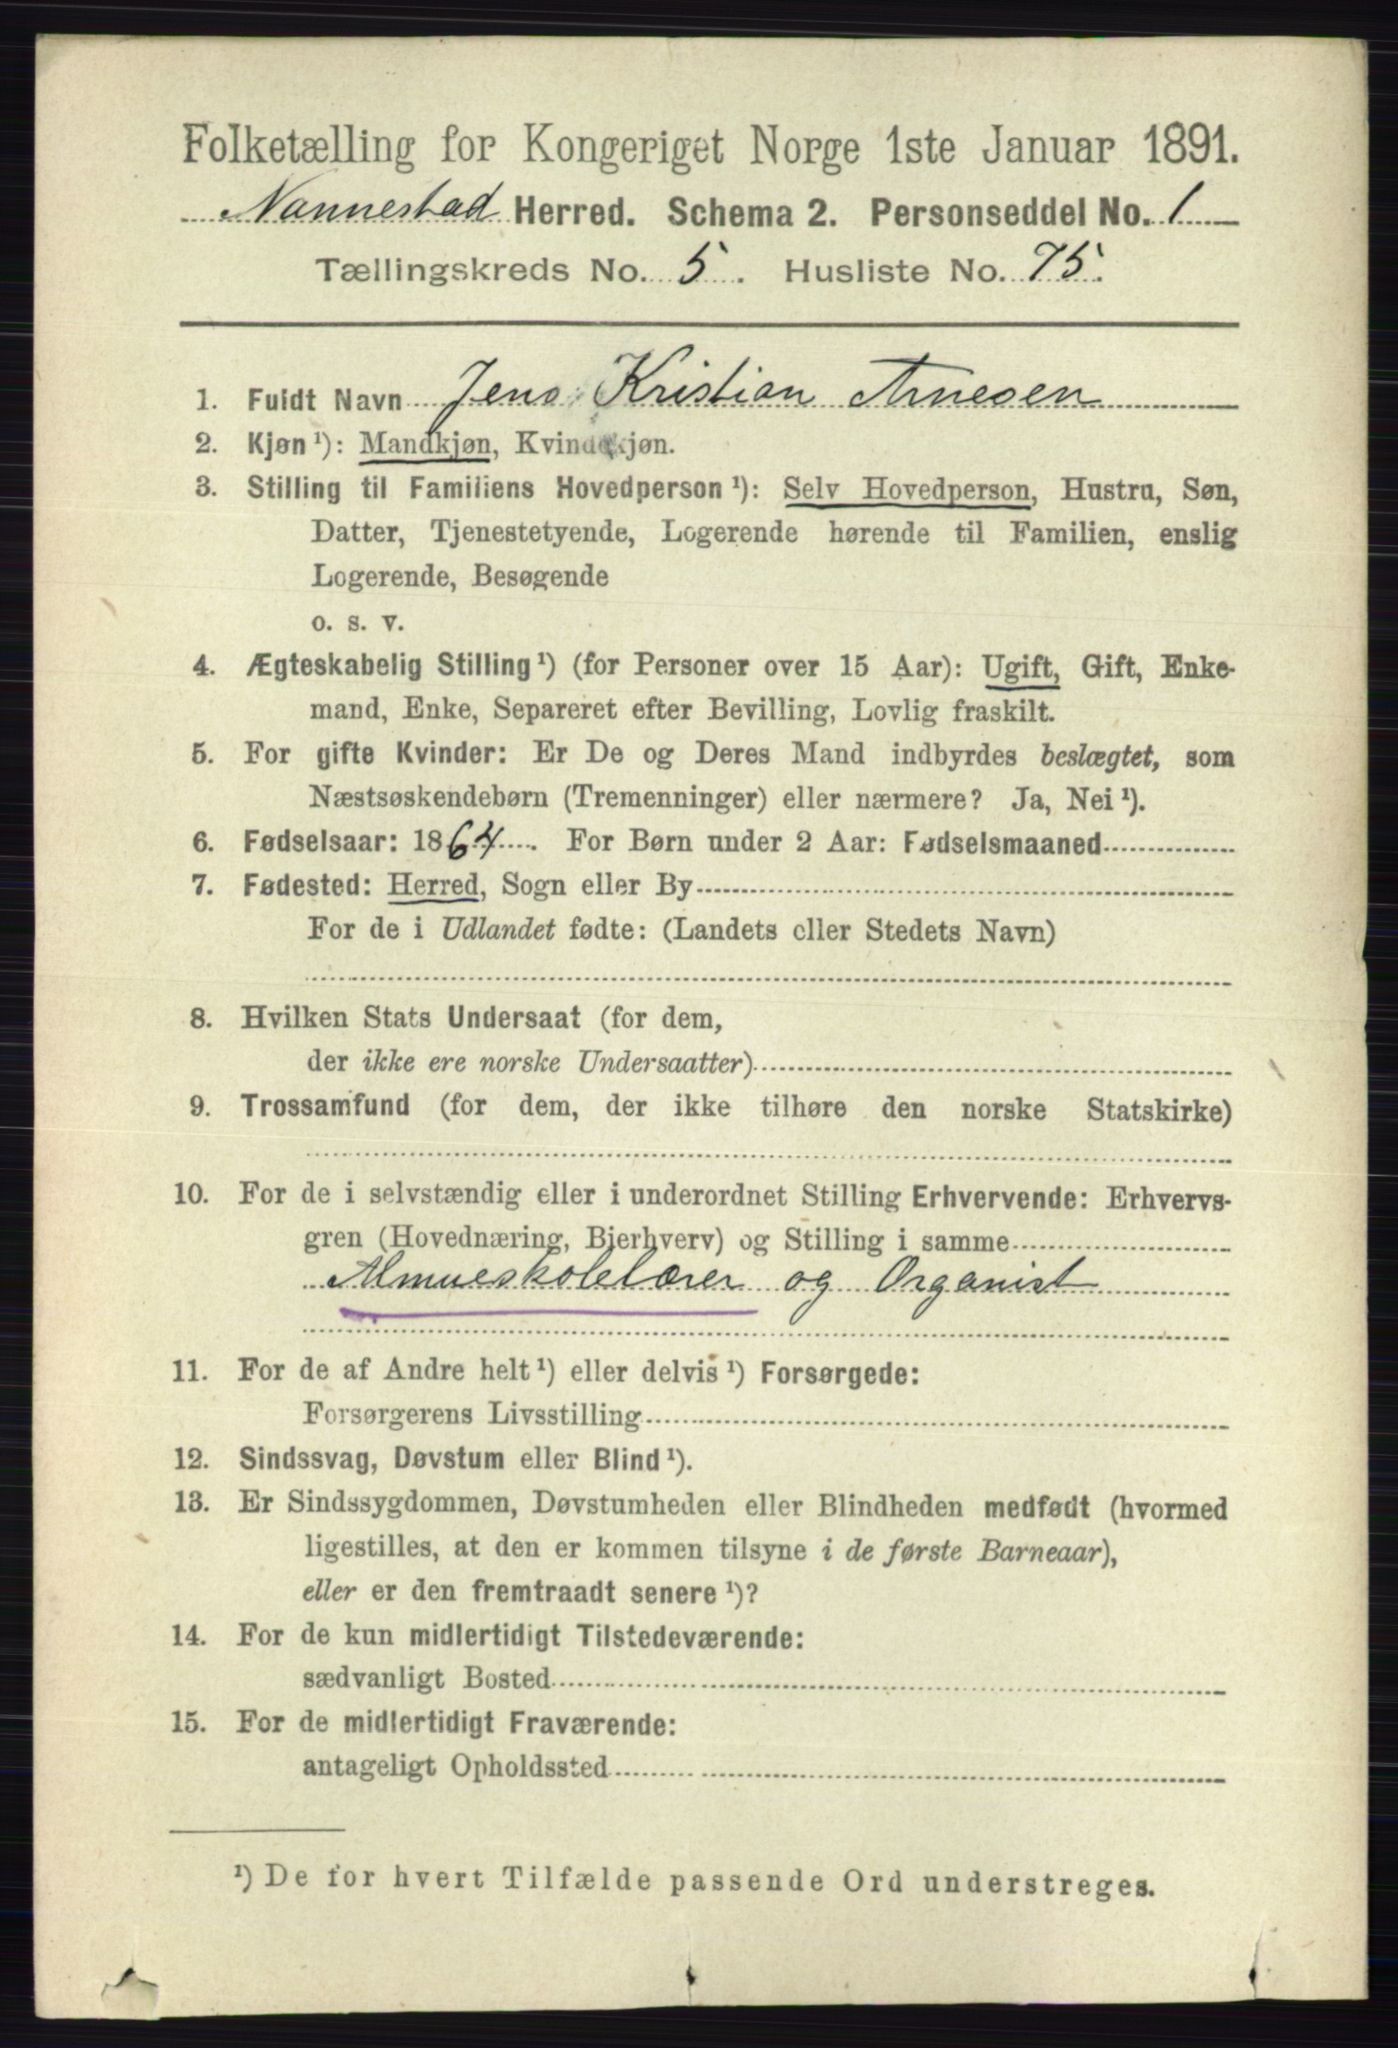 Folketælling for Kongeriget Norge 1ste Januar 1891.
Nannestad Herred. Schema 2. Personseddel No. 1
Tællingskreds No. 5. Husliste No. 75.
1. Fuldt Navn Jens Kristian Arnesen
2. Kjøn¹): Mandkjøn, Kvindekjøn.
3. Stilling til Familiens Hovedperson¹): Selv Hovedperson, Hustru, Søn,
Datter, Tjenestetyende, Logerende hørende til Familien, enslig
Logerende, Besøgende
o. s. v.
4. Ægteskabelig Stilling¹) (for Personer over 15 Aar): Ugift, Gift, Enke-
mand, Enke, Separeret efter Bevilling, Lovlig fraskilt.
5. For gifte Kvinder: Er De og Deres Mand indbyrdes beslægtet, som
Næstsøskendebørn (Tremenninger) eller nærmere? Ja, Nei¹).
6. Fødselsaar: 1864. For Børn under 2 Aar: Fødselsmaaned
7. Fødested: Herred, Sogn eller By
For de i Udlandet fødte: (Landets eller Stedets Navn)
8. Hvilken Stats Undersaat (for dem,
der ikke ere norske Undersaatter)
9. Trossamfund (for dem, der ikke tilhøre den norske Statskirke)
10. For de i selvstændig eller i underordnet Stilling Erhvervende: Erhvervs-
gren (Hovednæring, Bierhverv) og Stilling i samme
Almueskolelærer og Organist
11. For de af Andre helt¹) eller delvis¹) Forsørgede:
Forsørgerens Livsstilling
12. Sindssvag, Døvstum eller Blind¹).
13. Er Sindssygdommen, Døvstumheden eller Blindheden medfødt (hvormed
ligestilles, at den er kommen tilsyne i de første Barneaar),
eller er den fremtraadt senere¹)?
14. For de kun midlertidigt Tilstedeværende:
sædvanligt Bosted
15. For de midlertidigt Fraværende:
antageligt Opholdssted
¹) De for hvert Tilfælde passende Ord understreges.